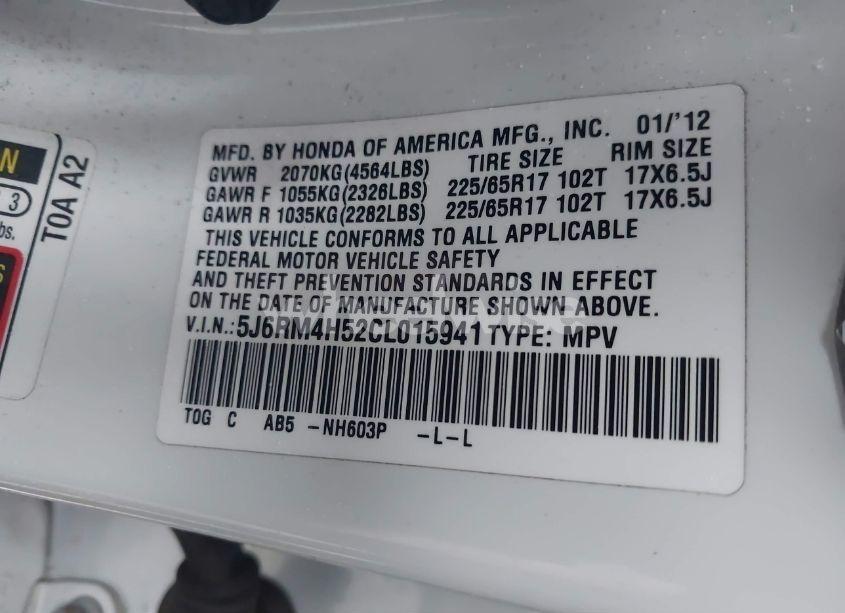 MFD. BY HONDA OF AMERICA MFG., INC. 01/'12
GVWR 2070KG(4564LBS) TIRE SIZE RIM SIZE
GAWR F 1055KG(2326LBS) 225/65R17 102T 17X6.5J
GAWR R 1035KG(2282LBS) 225/65R17 102T 17X6.5J
THIS VEHICLE CONFORMS TO ALL APPLICABLE
FEDERAL MOTOR VEHICLE SAFETY
AND THEFT PREVENTION STANDARDS IN EFFECT
ON THE DATE OF MANUFACTURE SHOWN ABOVE.
V.I.N.:5J6RM4H52CL015941 TYPE: MPV
TOG C AB5 -NH603P -L-L
TOA A2
N
3
bs.
S